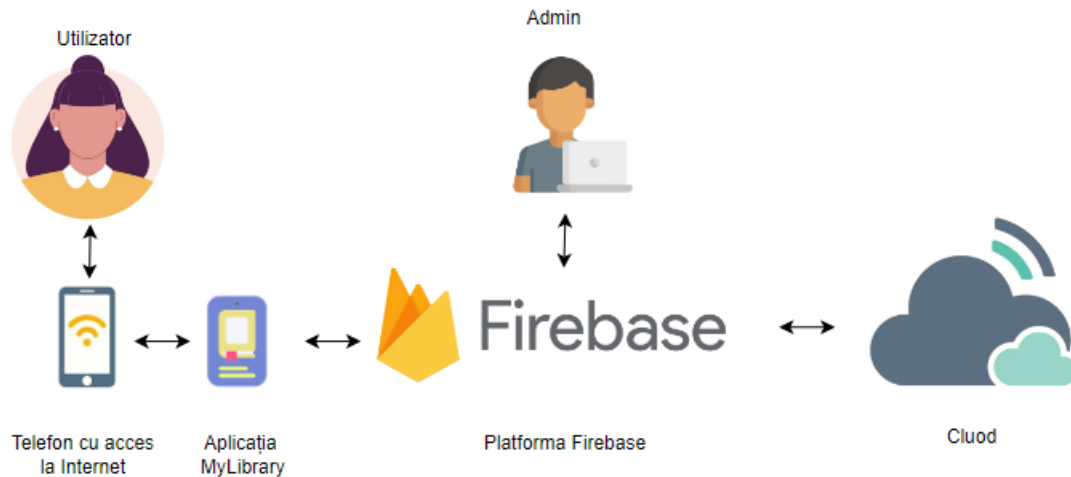 Admin
Utilizator
Firebase
Telefon cu acces
la Internet
Aplicația
MyLibrary
Platforma Firebase
Cluod